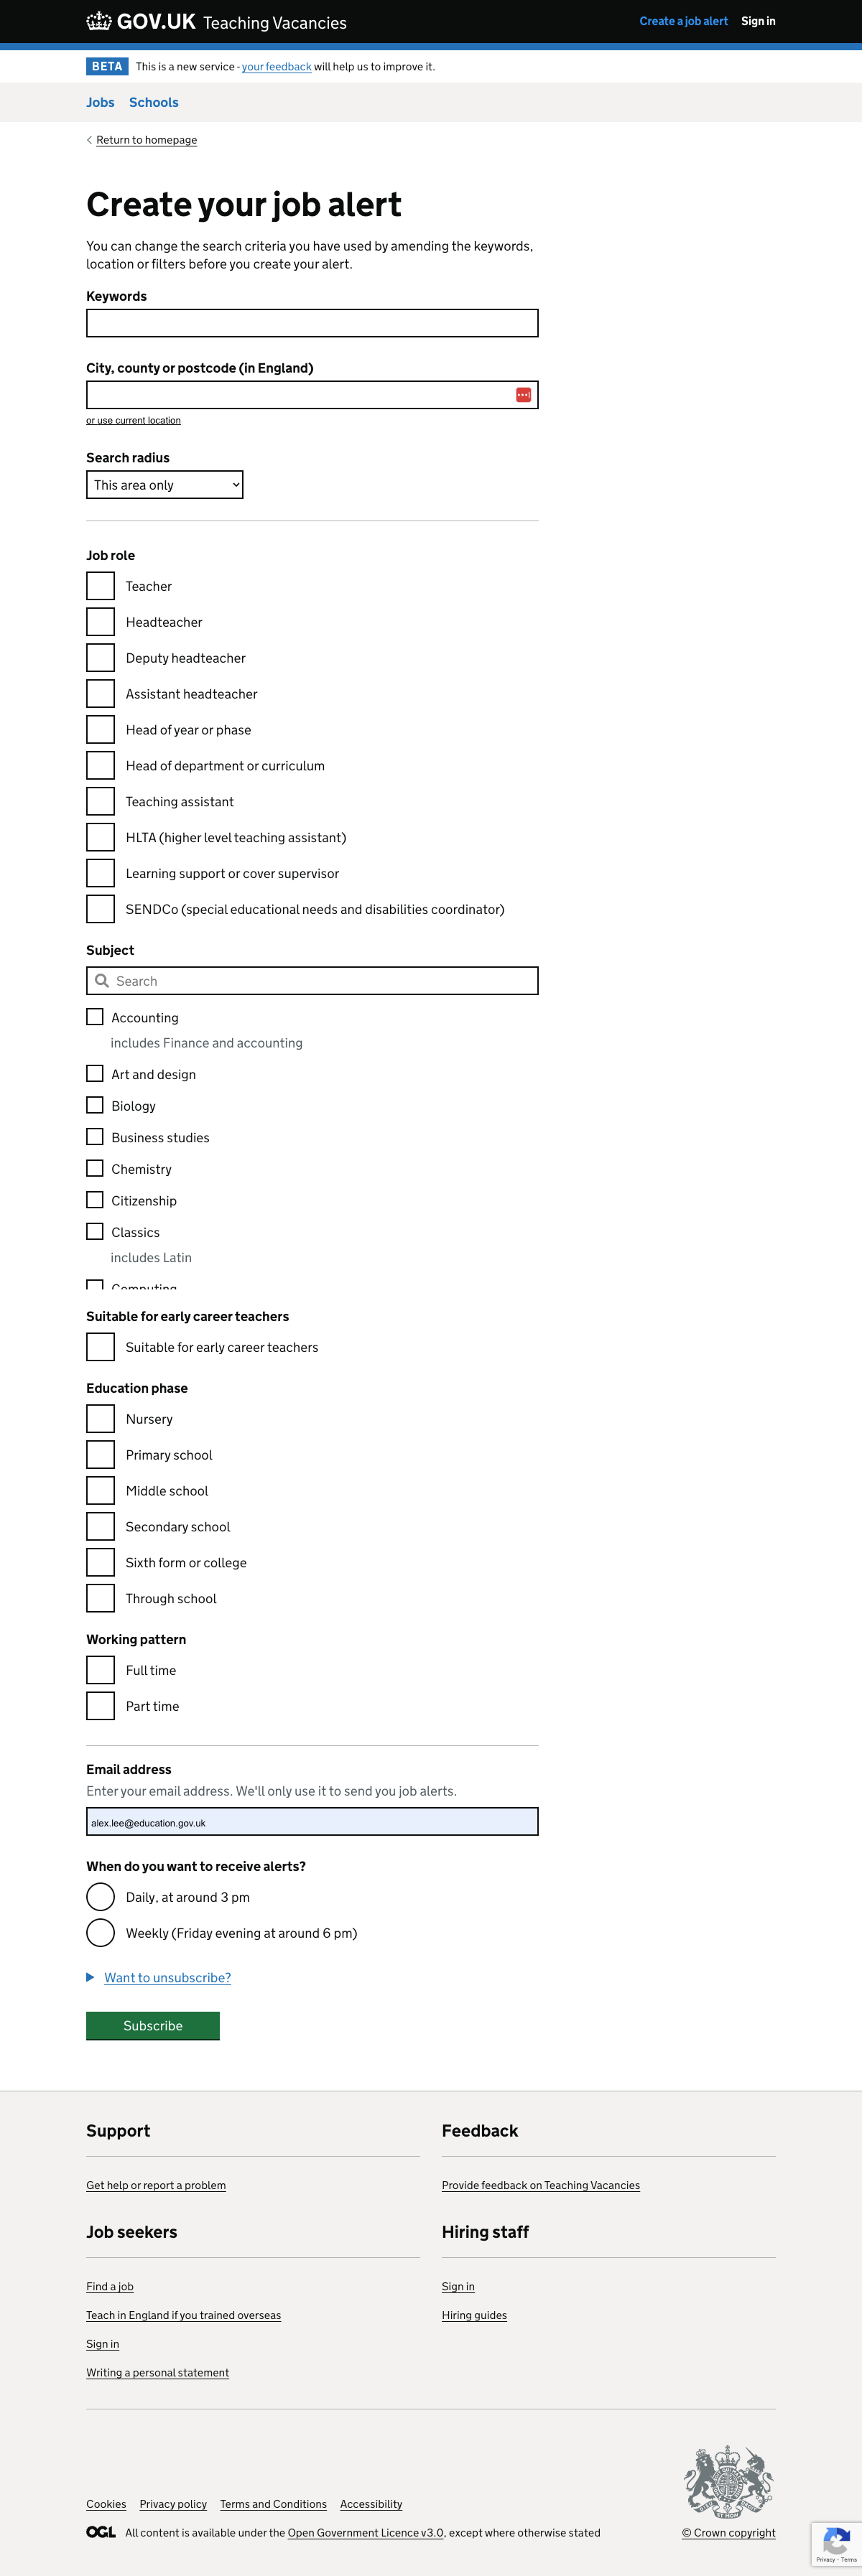 GOV.UK Teaching Vacancies
Create a job alert Sign in
BETA This is a new service - your feedback will help us to improve it.
Jobs Schools
Return to homepage
Create your job alert
You can change the search criteria you have used by amending the keywords,
location or filters before you create your alert.
Keywords
City, county or postcode (in England)
or use current location
Search radius
This area only
Job role
Teacher
Headteacher
Deputy headteacher
Assistant headteacher
Head of year or phase
Head of department or curriculum
Teaching assistant
HLTA (higher level teaching assistant)
Learning support or cover supervisor
SENDCo (special educational needs and disabilities coordinator)
Subject
Search
Accounting
includes Finance and accounting
Art and design
Biology
Business studies
Chemistry
Citizenship
Classics
includes Latin
Computing
Suitable for early career teachers
Suitable for early career teachers
Education phase
Nursery
Primary school
Middle school
Secondary school
Sixth form or college
Through school
Working pattern
Full time
Part time
Email address
Enter your email address. We'll only use it to send you job alerts.
alex.lee@education.gov.uk
When do you want to receive alerts?
Daily, at around 3 pm
Weekly (Friday evening at around 6 pm)
Want to unsubscribe?
Subscribe
Support
Get help or report a problem
Feedback
Provide feedback on Teaching Vacancies
Job seekers
Find a job
Teach in England if you trained overseas
Sign in
Writing a personal statement
Hiring staff
Sign in
Hiring guides
Cookies Privacy policy Terms and Conditions Accessibility
OGL All content is available under the Open Government Licence v3.0, except where otherwise stated
© Crown copyright
Privacy - Terms